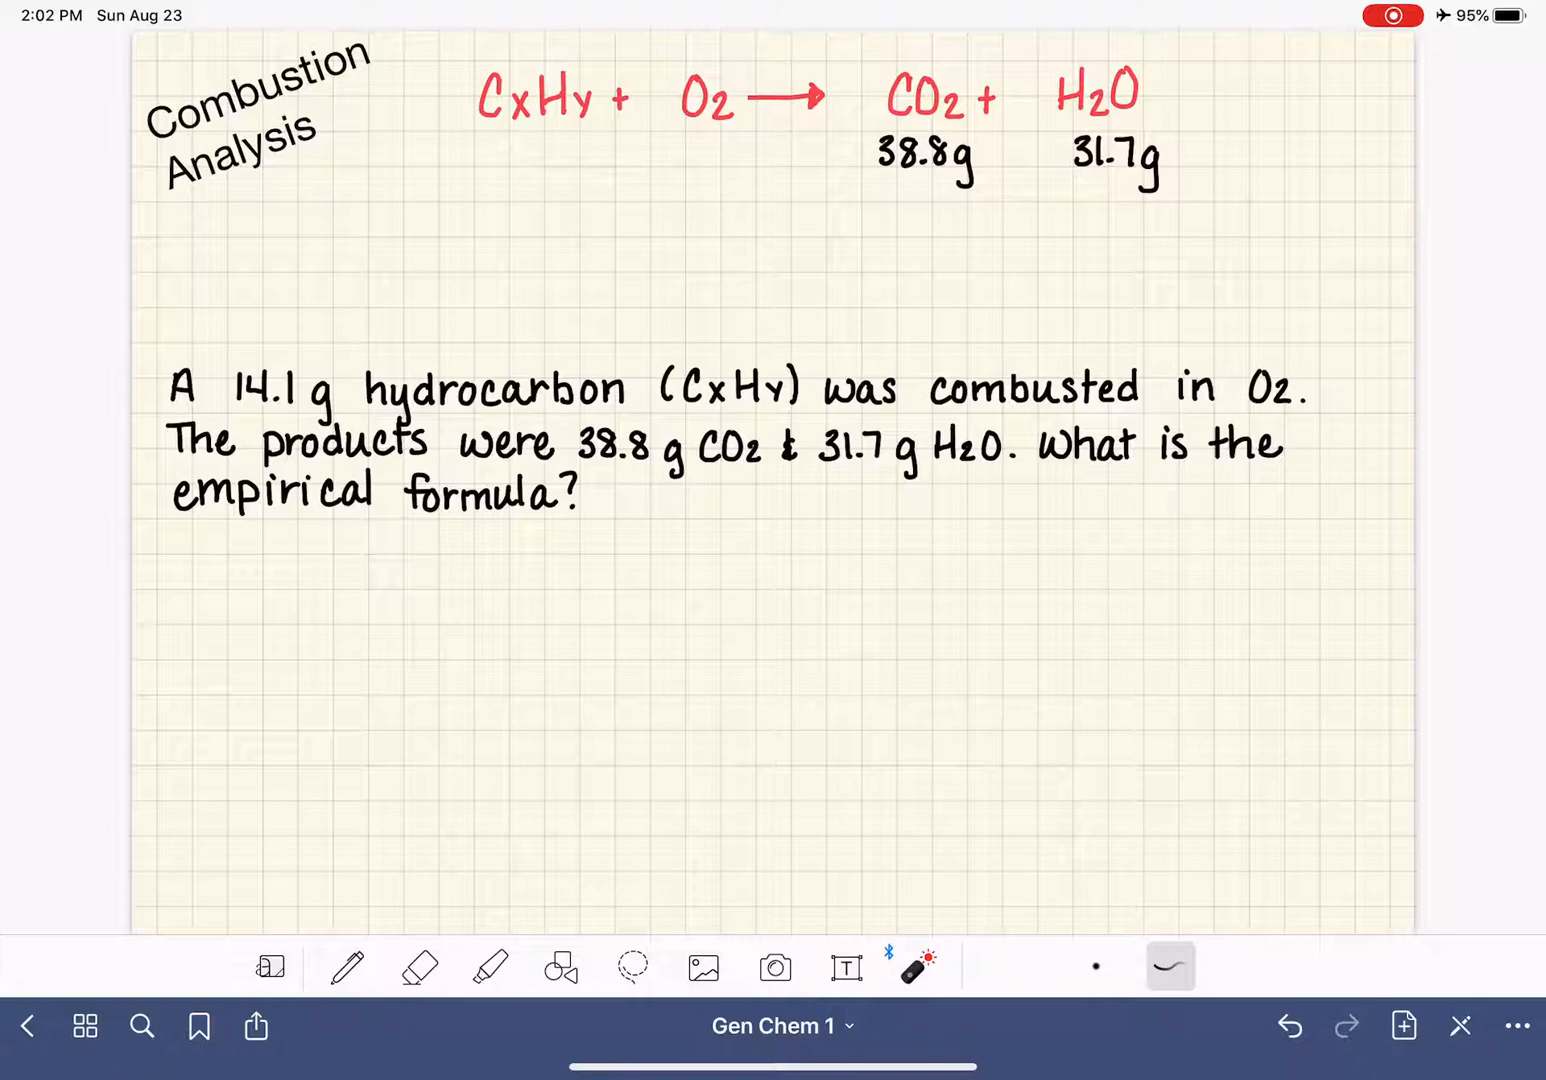 2:02 PM Sun Aug 23
95%
Combustion
Analysis
CxHy + O2 → CO2 + H2O
38.8g 31.7g
A 14.1 g hydrocarbon (CxHy) was combusted in O2.
The products were 38.8 g CO2 & 31.7 g H2O. What is the
empirical formula?
T
Gen Chem 1